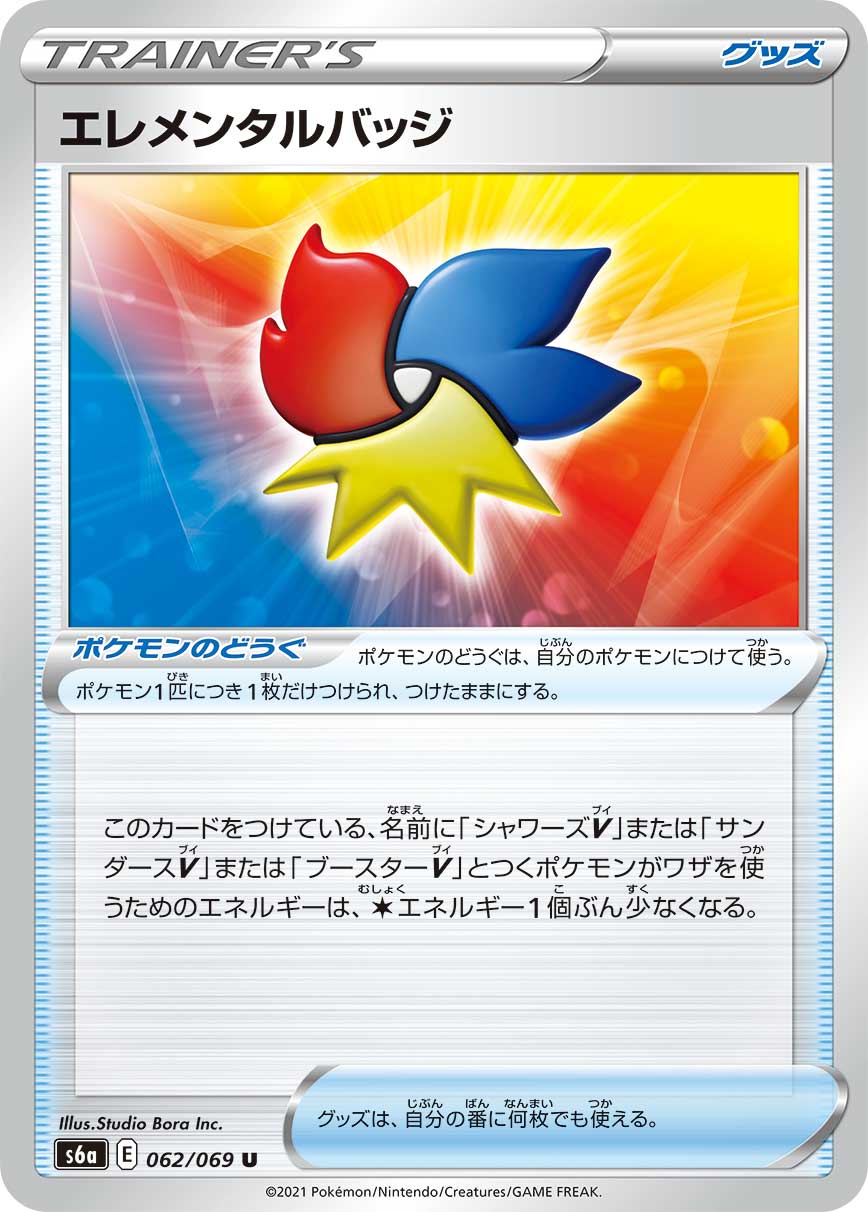 TRAINER'S グッズ
エレメンタルバッジ
ポケモンのどうぐ ポケモンのどうぐは、自分のポケモンにつけて使う。
ポケモン1匹につき1枚だけつけられ、つけたままにする。
このカードをつけている、名前に「シャワーズV」または「サン
ダースV」または「ブースターV」とつくポケモンがワザを使
うためのエネルギーは、エネルギー1個ぶん少なくなる。
グッズは、自分の番に何枚でも使える。
Illus.Studio Bora Inc.
s6a E 062/069 U
©2021 Pokémon/Nintendo/Creatures/GAME FREAK.